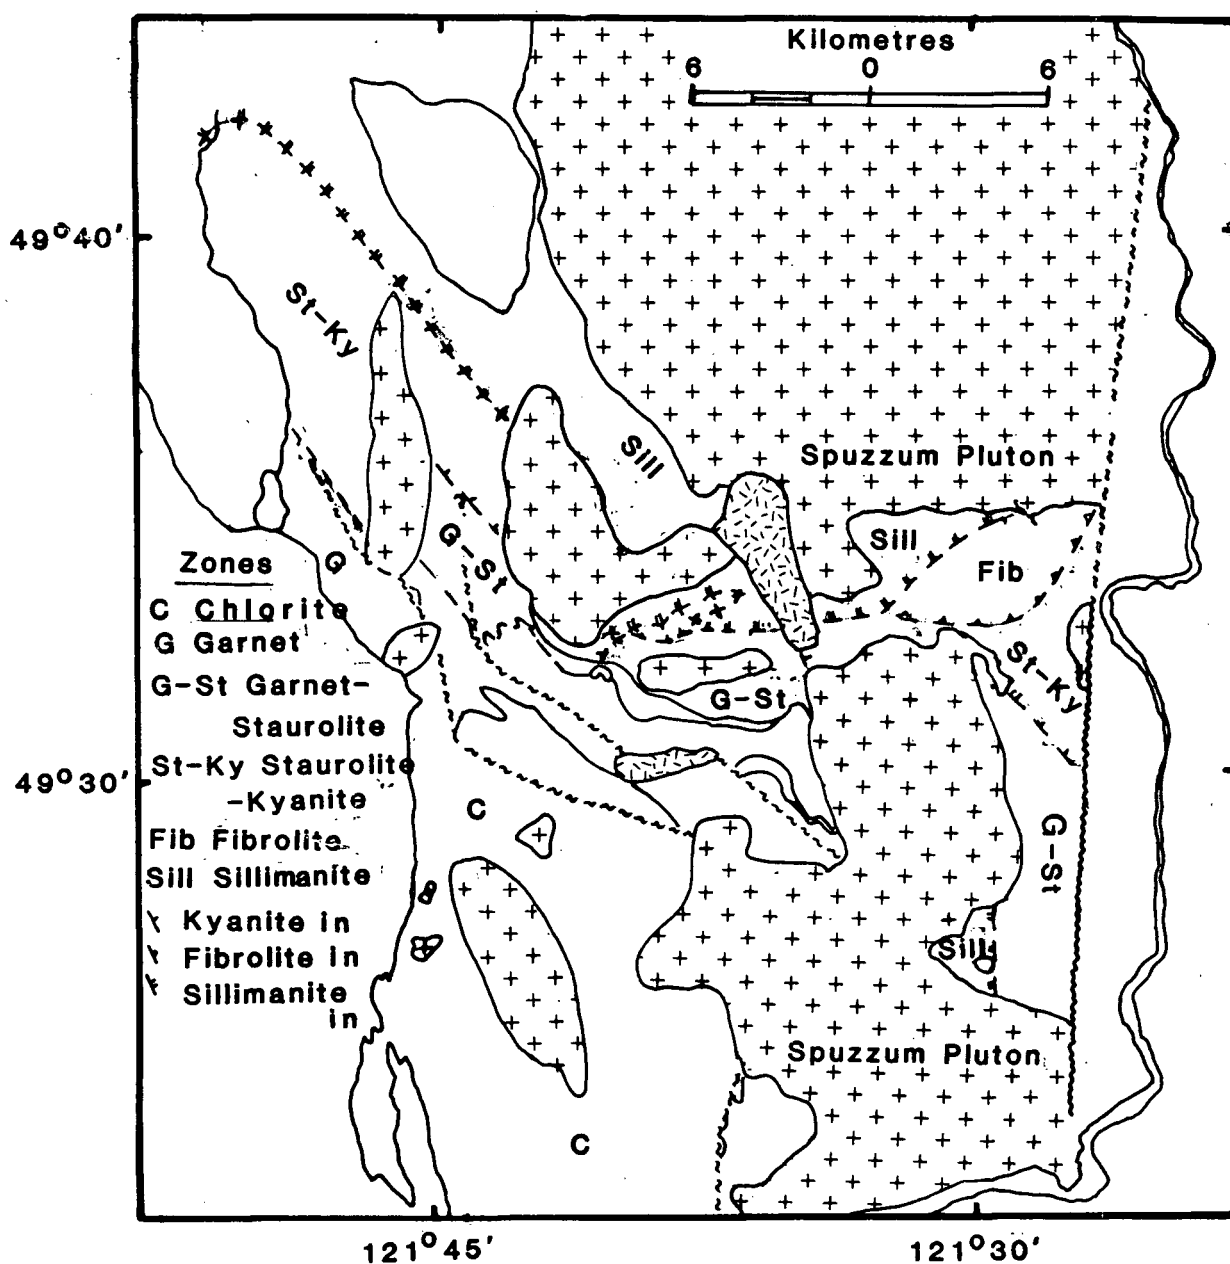 Kilometres
6 0 6
49°40'
St-Ky
Sill
Spuzzum Pluton
Sill
Fib
G-St
G
Zones
C Chlorite
G Garnet
G-St Garnet-
Staurolite
St-Ky Staurolite
-Kyanite
Fib Fibrolite
Sill Sillimanite
Kyanite in
Fibrolite in
Sillimanite
in
St-Ky
G-St
49°30'
C
G-St
Sill
Spuzzum Pluton
C
121°45'
121°30'